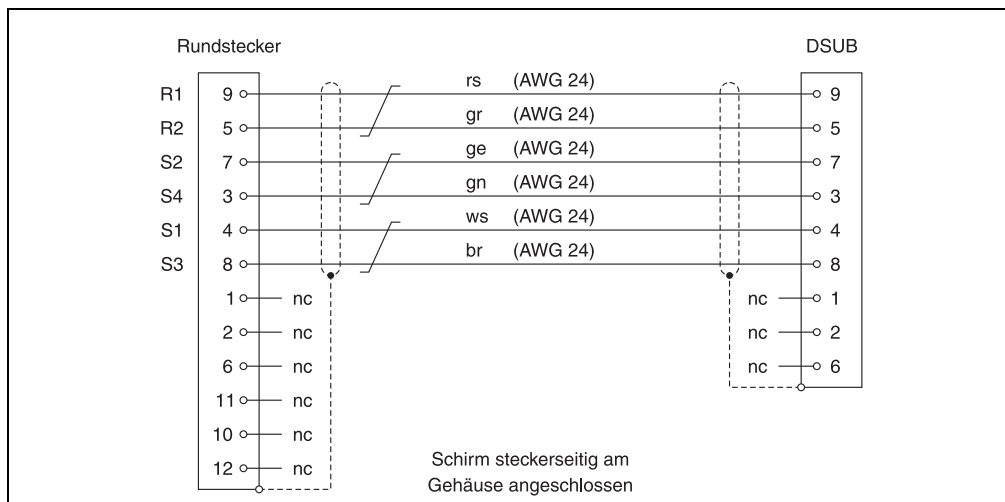 Rundstecker DSUB
R1 9 rs (AWG 24) 9
R2 5 gr (AWG 24) 5
S2 7 ge (AWG 24) 7
S4 3 gn (AWG 24) 3
S1 4 ws (AWG 24) 4
S3 8 br (AWG 24) 8
1 nc nc 1
2 nc nc 2
6 nc nc 6
11 nc
10 nc
12 nc
Schirm steckerseitig am
Gehäuse angeschlossen